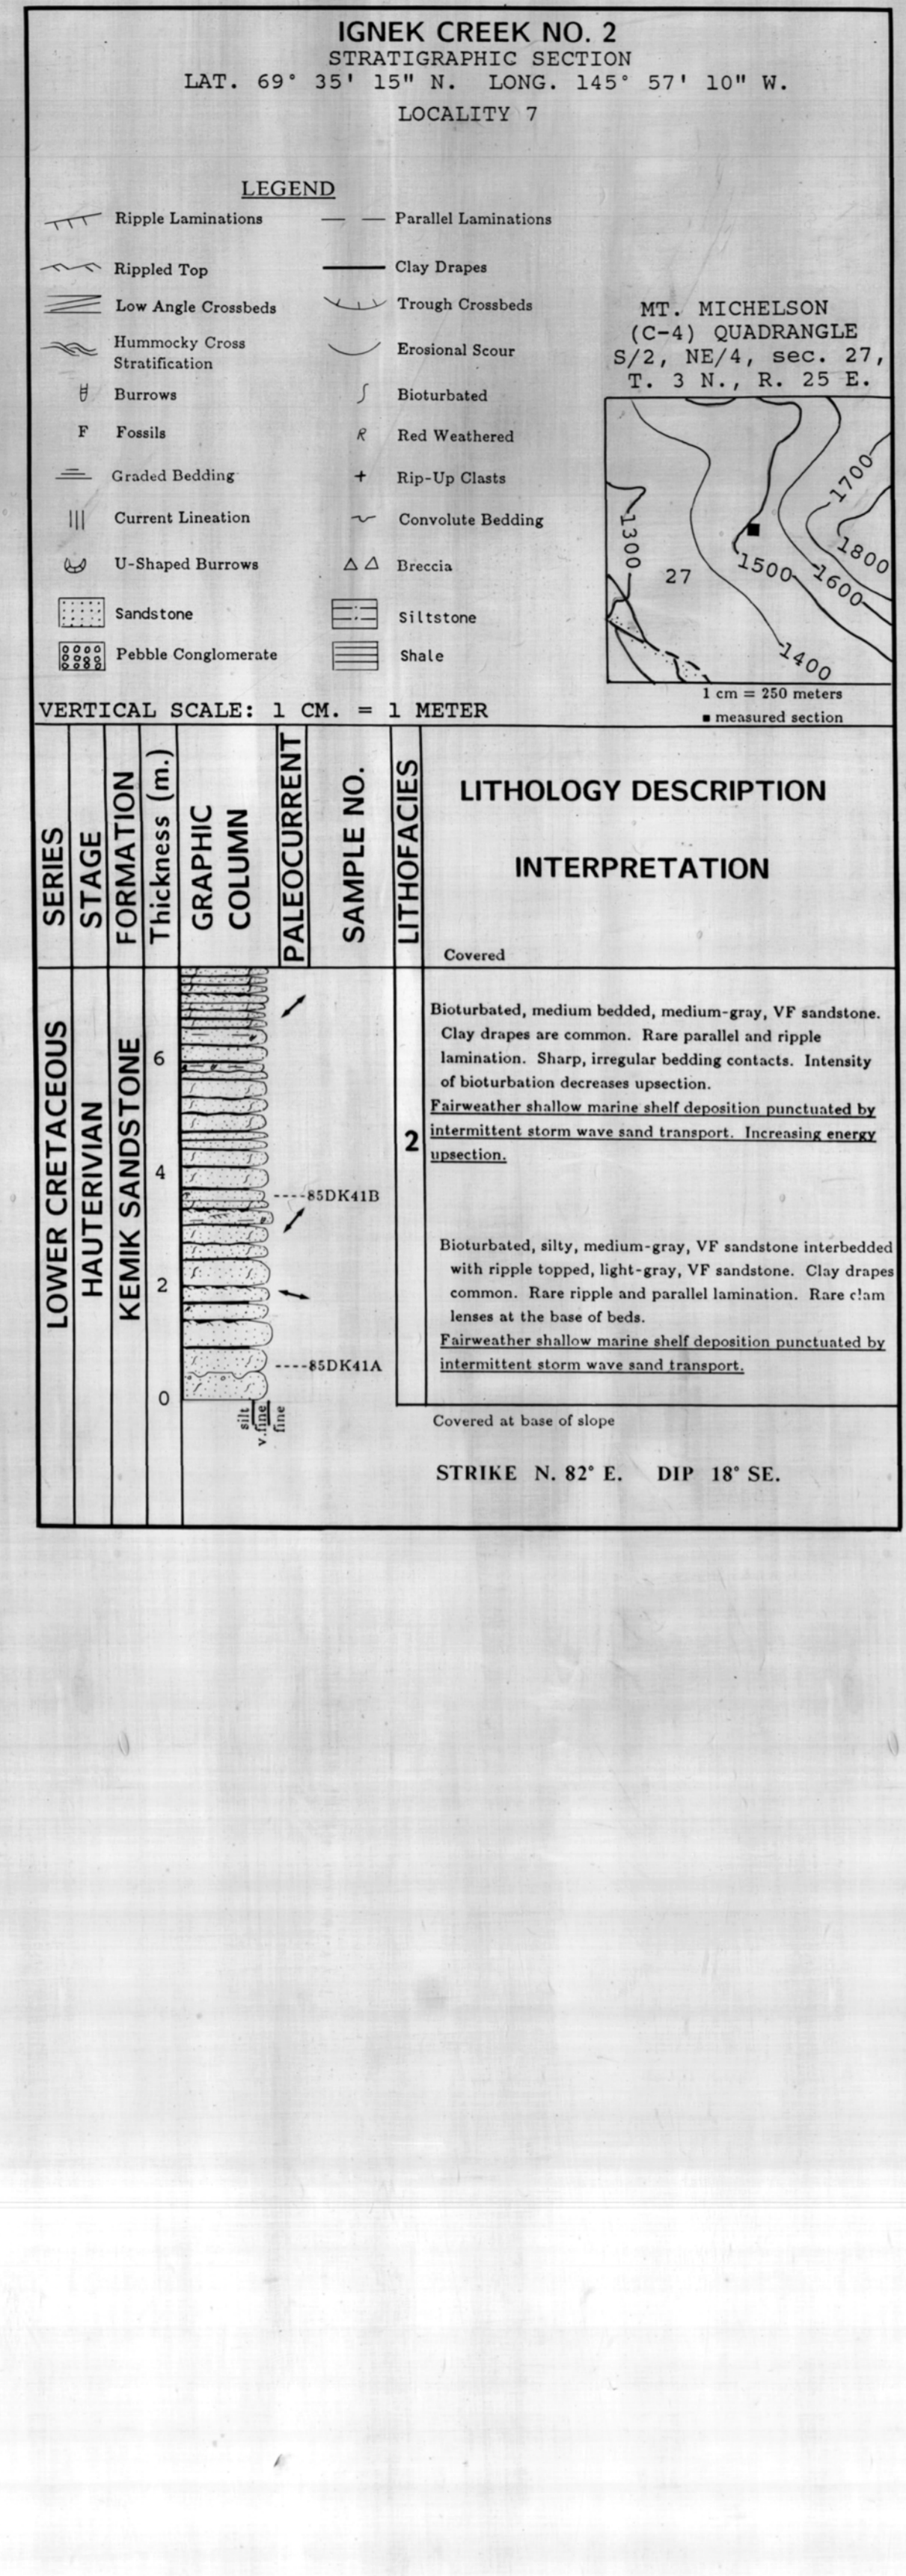 IGNEK CREEK NO. 2
STRATIGRAPHIC SECTION
LAT. 69° 35' 15" N. LONG. 145° 57' 10" W.
LOCALITY 7
LEGEND
Ripple Laminations
Parallel Laminations
Rippled Top
Clay Drapes
Low Angle Crossbeds
Trough Crossbeds
Hummocky Cross
Stratification
Erosional Scour
Burrows
Bioturbated
F Fossils
R Red Weathered
Graded Bedding
+ Rip-Up Clasts
Current Lineation
Convolute Bedding
U-Shaped Burrows
Breccia
Sandstone
Siltstone
Pebble Conglomerate
Shale
MT. MICHELSON
(C-4) QUADRANGLE
S/2, NE/4, sec. 27,
T. 3 N., R. 25 E.
1700
1300
1800
1500
27
1600
1400
1 cm = 250 meters
■ measured section
VERTICAL SCALE: 1 CM. = 1 METER
SERIES
STAGE
FORMATION
Thickness (m.)
GRAPHIC
COLUMN
PALEOCURRENT
SAMPLE NO.
LITHOFACIES
LITHOLOGY DESCRIPTION
INTERPRETATION
Covered
LOWER CRETACEOUS
HAUTERIVIAN
KEMIK SANDSTONE
6
4
2
0
----85DK41B
----85DK41A
silt
v.fine
fine
2
Bioturbated, medium bedded, medium-gray, VF sandstone.
Clay drapes are common. Rare parallel and ripple
lamination. Sharp, irregular bedding contacts. Intensity
of bioturbation decreases upsection.
Fairweather shallow marine shelf deposition punctuated by
intermittent storm wave sand transport. Increasing energy
upsection.
Bioturbated, silty, medium-gray, VF sandstone interbedded
with ripple topped, light-gray, VF sandstone. Clay drapes
common. Rare ripple and parallel lamination. Rare clam
lenses at the base of beds.
Fairweather shallow marine shelf deposition punctuated by
intermittent storm wave sand transport.
Covered at base of slope
STRIKE N. 82° E. DIP 18° SE.